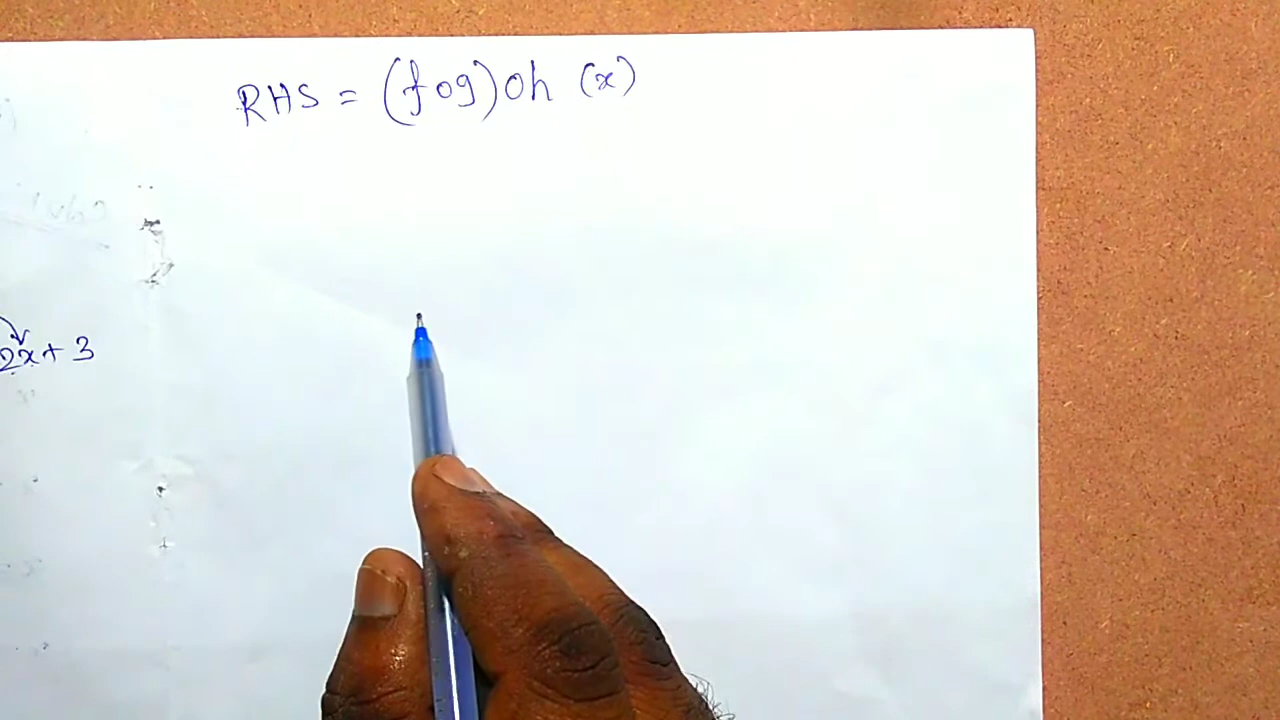 RHS = (fog)oh (x)
2x + 3